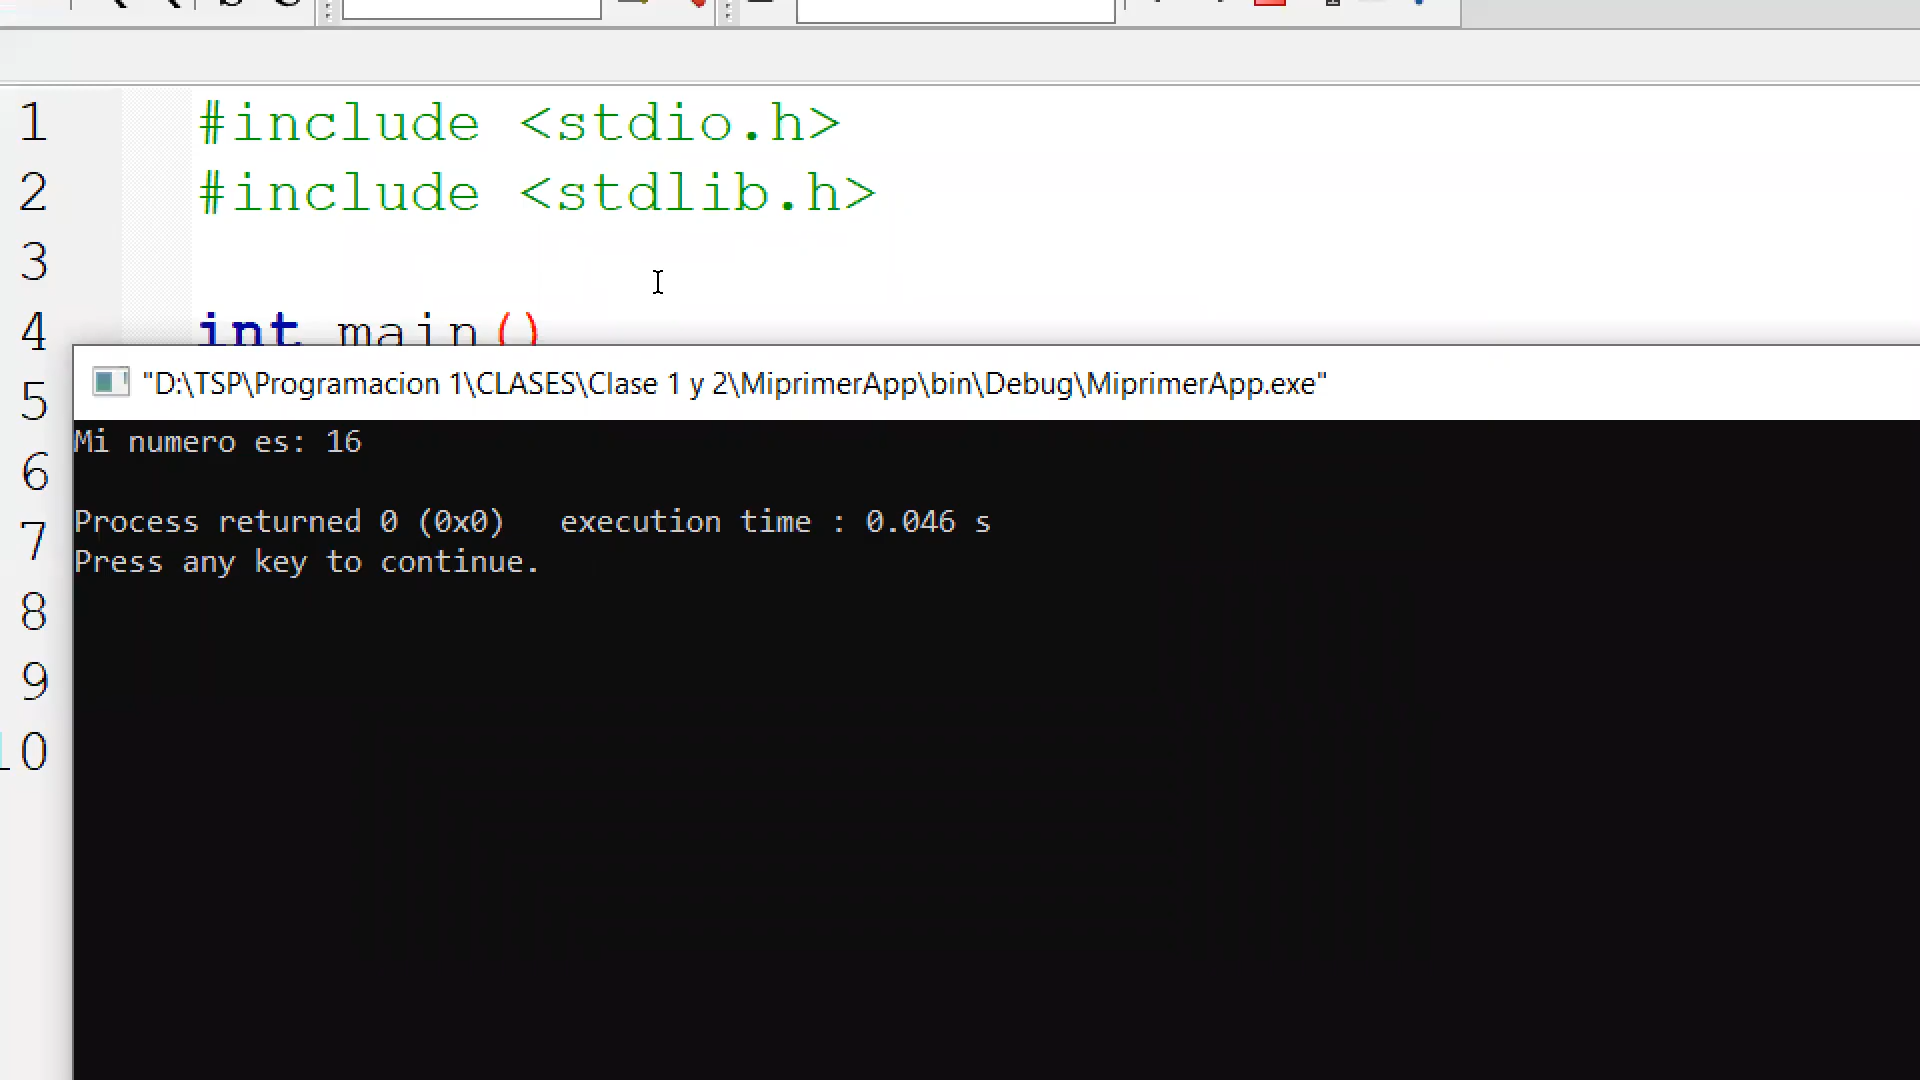 1 #include <stdio.h>
2 #include <stdlib.h>
3
4 int main()
5
6
7
8
9
10
"D:\TSP\Programacion 1\CLASES\Clase 1 y 2\MiprimerApp\bin\Debug\MiprimerApp.exe"
Mi numero es: 16
Process returned 0 (0x0)   execution time : 0.046 s
Press any key to continue.